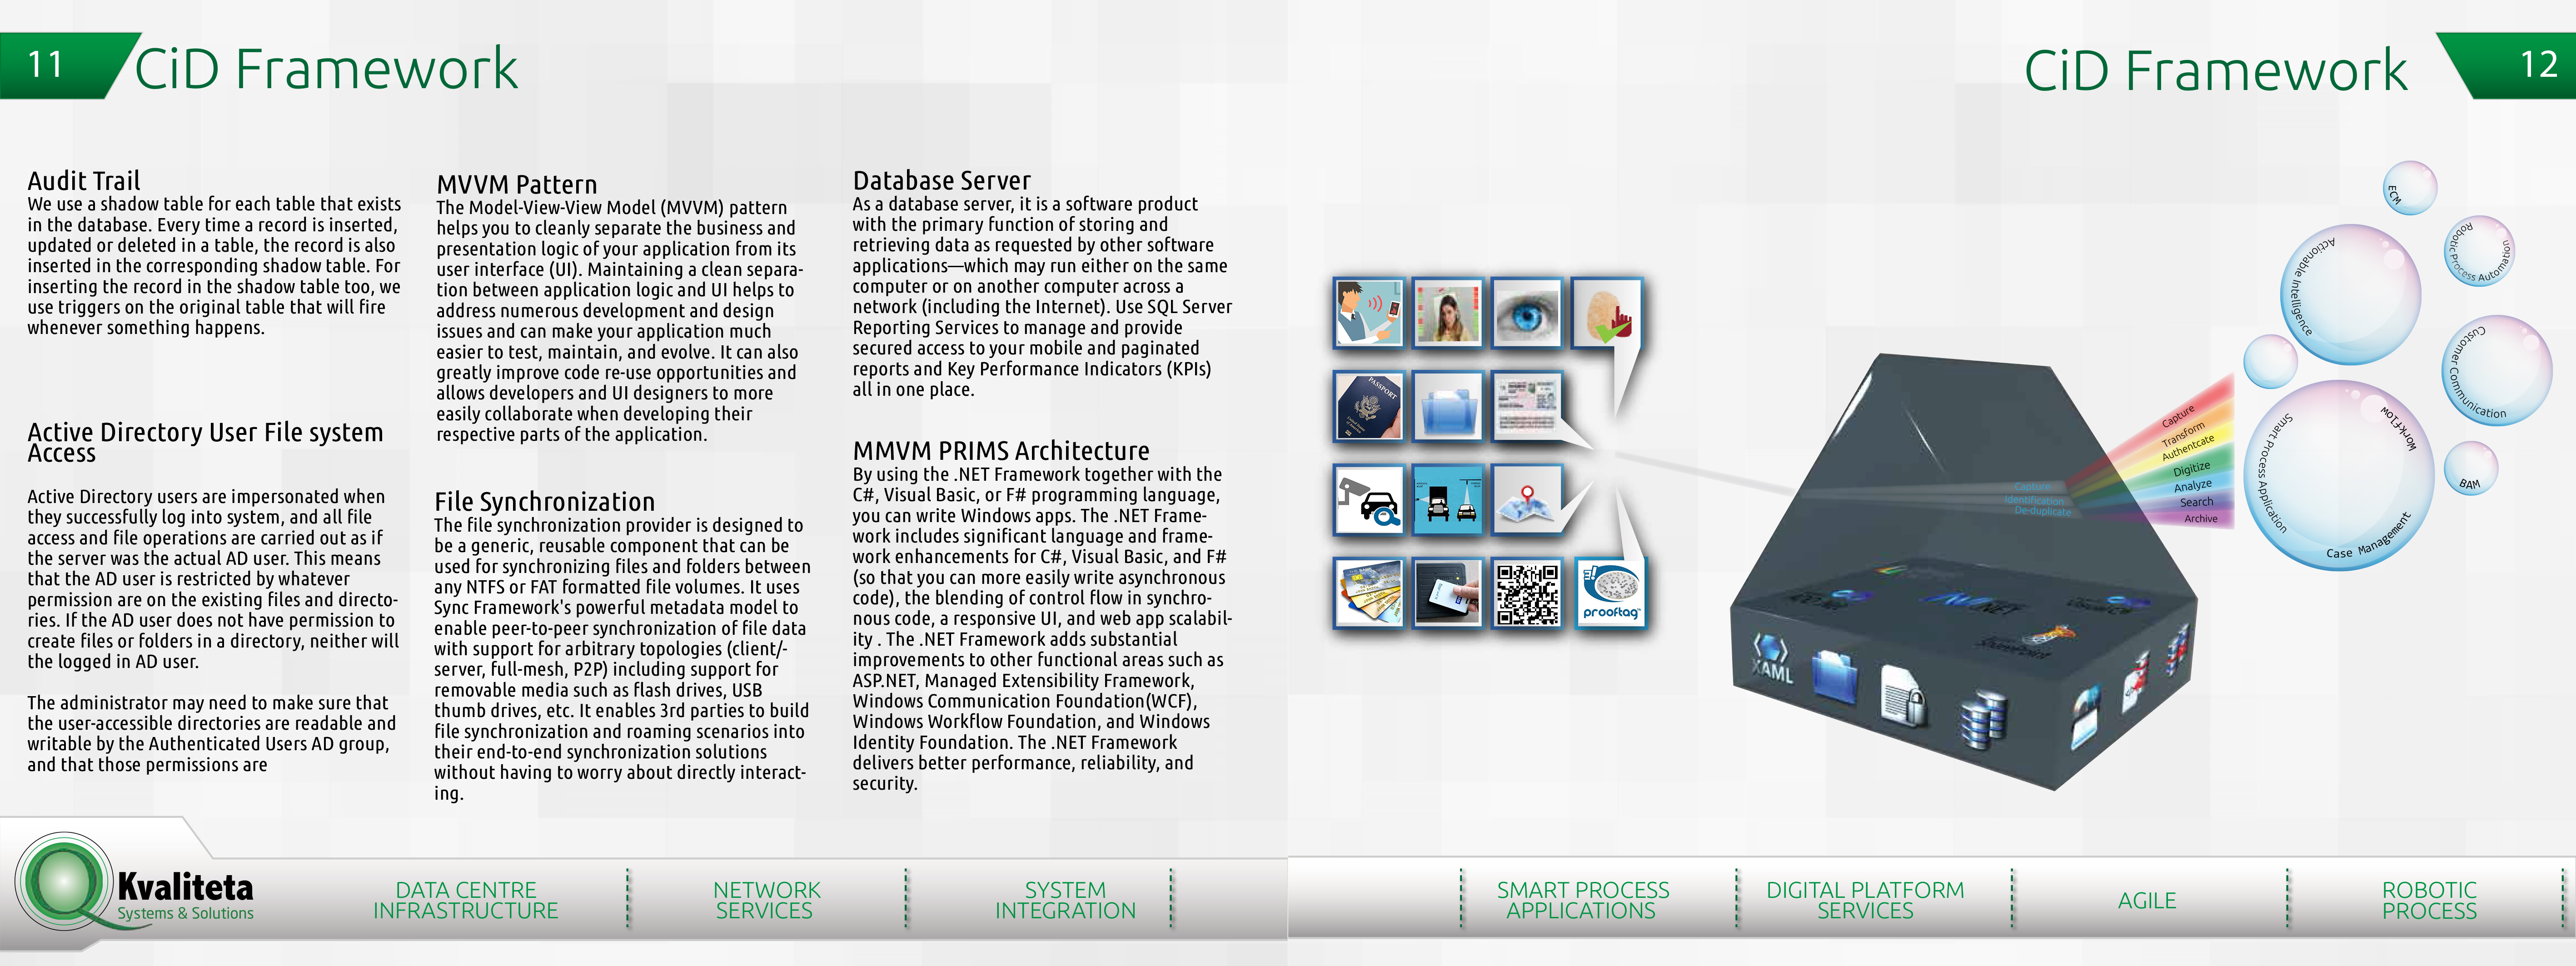 11
CiD Framework
Audit Trail
We use a shadow table for each table that exists
in the database. Every time a record is inserted,
updated or deleted in a table, the record is also
inserted in the corresponding shadow table. For
inserting the record in the shadow table too, we
use triggers on the original table that will fire
whenever something happens.
Active Directory User File system
Access
Active Directory users are impersonated when
they successfully log into system, and all file
access and file operations are carried out as if
the server was the actual AD user. This means
that the AD user is restricted by whatever
permission are on the existing files and directo-
ries. If the AD user does not have permission to
create files or folders in a directory, neither will
the logged in AD user.
The administrator may need to make sure that
the user-accessible directories are readable and
writable by the Authenticated Users AD group,
and that those permissions are
MVVM Pattern
The Model-View-View Model (MVVM) pattern
helps you to cleanly separate the business and
presentation logic of your application from its
user interface (UI). Maintaining a clean separa-
tion between application logic and UI helps to
address numerous development and design
issues and can make your application much
easier to test, maintain, and evolve. It can also
greatly improve code re-use opportunities and
allows developers and UI designers to more
easily collaborate when developing their
respective parts of the application.
File Synchronization
The file synchronization provider is designed to
be a generic, reusable component that can be
used for synchronizing files and folders between
any NTFS or FAT formatted file volumes. It uses
Sync Framework's powerful metadata model to
enable peer-to-peer synchronization of file data
with support for arbitrary topologies (client/-
server, full-mesh, P2P) including support for
removable media such as flash drives, USB
thumb drives, etc. It enables 3rd parties to build
file synchronization and roaming scenarios into
their end-to-end synchronization solutions
without having to worry about directly interact-
ing.
Database Server
As a database server, it is a software product
with the primary function of storing and
retrieving data as requested by other software
applications—which may run either on the same
computer or on another computer across a
network (including the Internet). Use SQL Server
Reporting Services to manage and provide
secured access to your mobile and paginated
reports and Key Performance Indicators (KPIs)
all in one place.
MMVM PRIMS Architecture
By using the .NET Framework together with the
C#, Visual Basic, or F# programming language,
you can write Windows apps. The .NET Frame-
work includes significant language and frame-
work enhancements for C#, Visual Basic, and F#
(so that you can more easily write asynchronous
code), the blending of control flow in synchro-
nous code, a responsive UI, and web app scalabil-
ity . The .NET Framework adds substantial
improvements to other functional areas such as
ASP.NET, Managed Extensibility Framework,
Windows Communication Foundation(WCF),
Windows Workflow Foundation, and Windows
Identity Foundation. The .NET Framework
delivers better performance, reliability, and
security.
Kvaliteta
Systems & Solutions
DATA CENTRE
INFRASTRUCTURE
NETWORK
SERVICES
SYSTEM
INTEGRATION
CiD Framework
12
PASSPORT
prooftag
Capture
Identification
De-duplicate
Capture
Transform
Authentcate
Digitize
Analyze
Search
Archive
ECM
Robotic Process Automation
Actionable Intelligence
Customer Communication
Smart Process Application
Workflow
Case Management
BAM
XAML
.NET
SharePoint
SMART PROCESS
APPLICATIONS
DIGITAL PLATFORM
SERVICES
AGILE
ROBOTIC
PROCESS